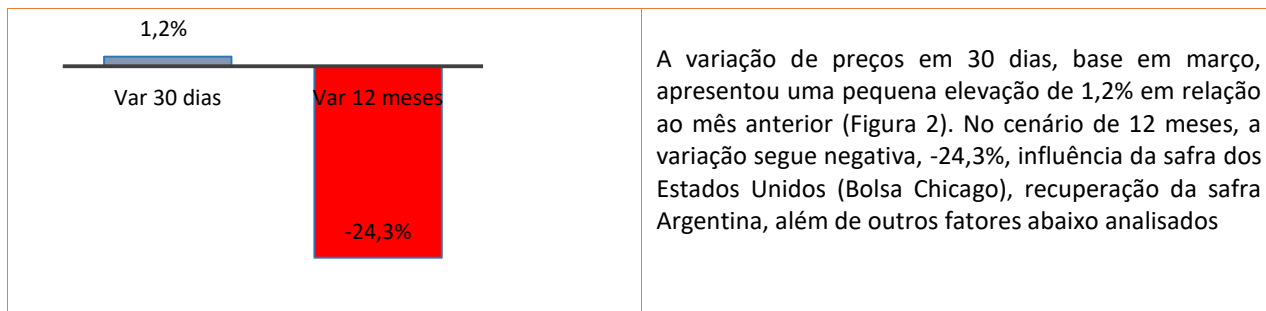 1,2%
Var 30 dias
Var 12 meses
-24,3%
A variação de preços em 30 dias, base em março,
apresentou uma pequena elevação de 1,2% em relação
ao mês anterior (Figura 2). No cenário de 12 meses, a
variação segue negativa, -24,3%, influência da safra dos
Estados Unidos (Bolsa Chicago), recuperação da safra
Argentina, além de outros fatores abaixo analisados